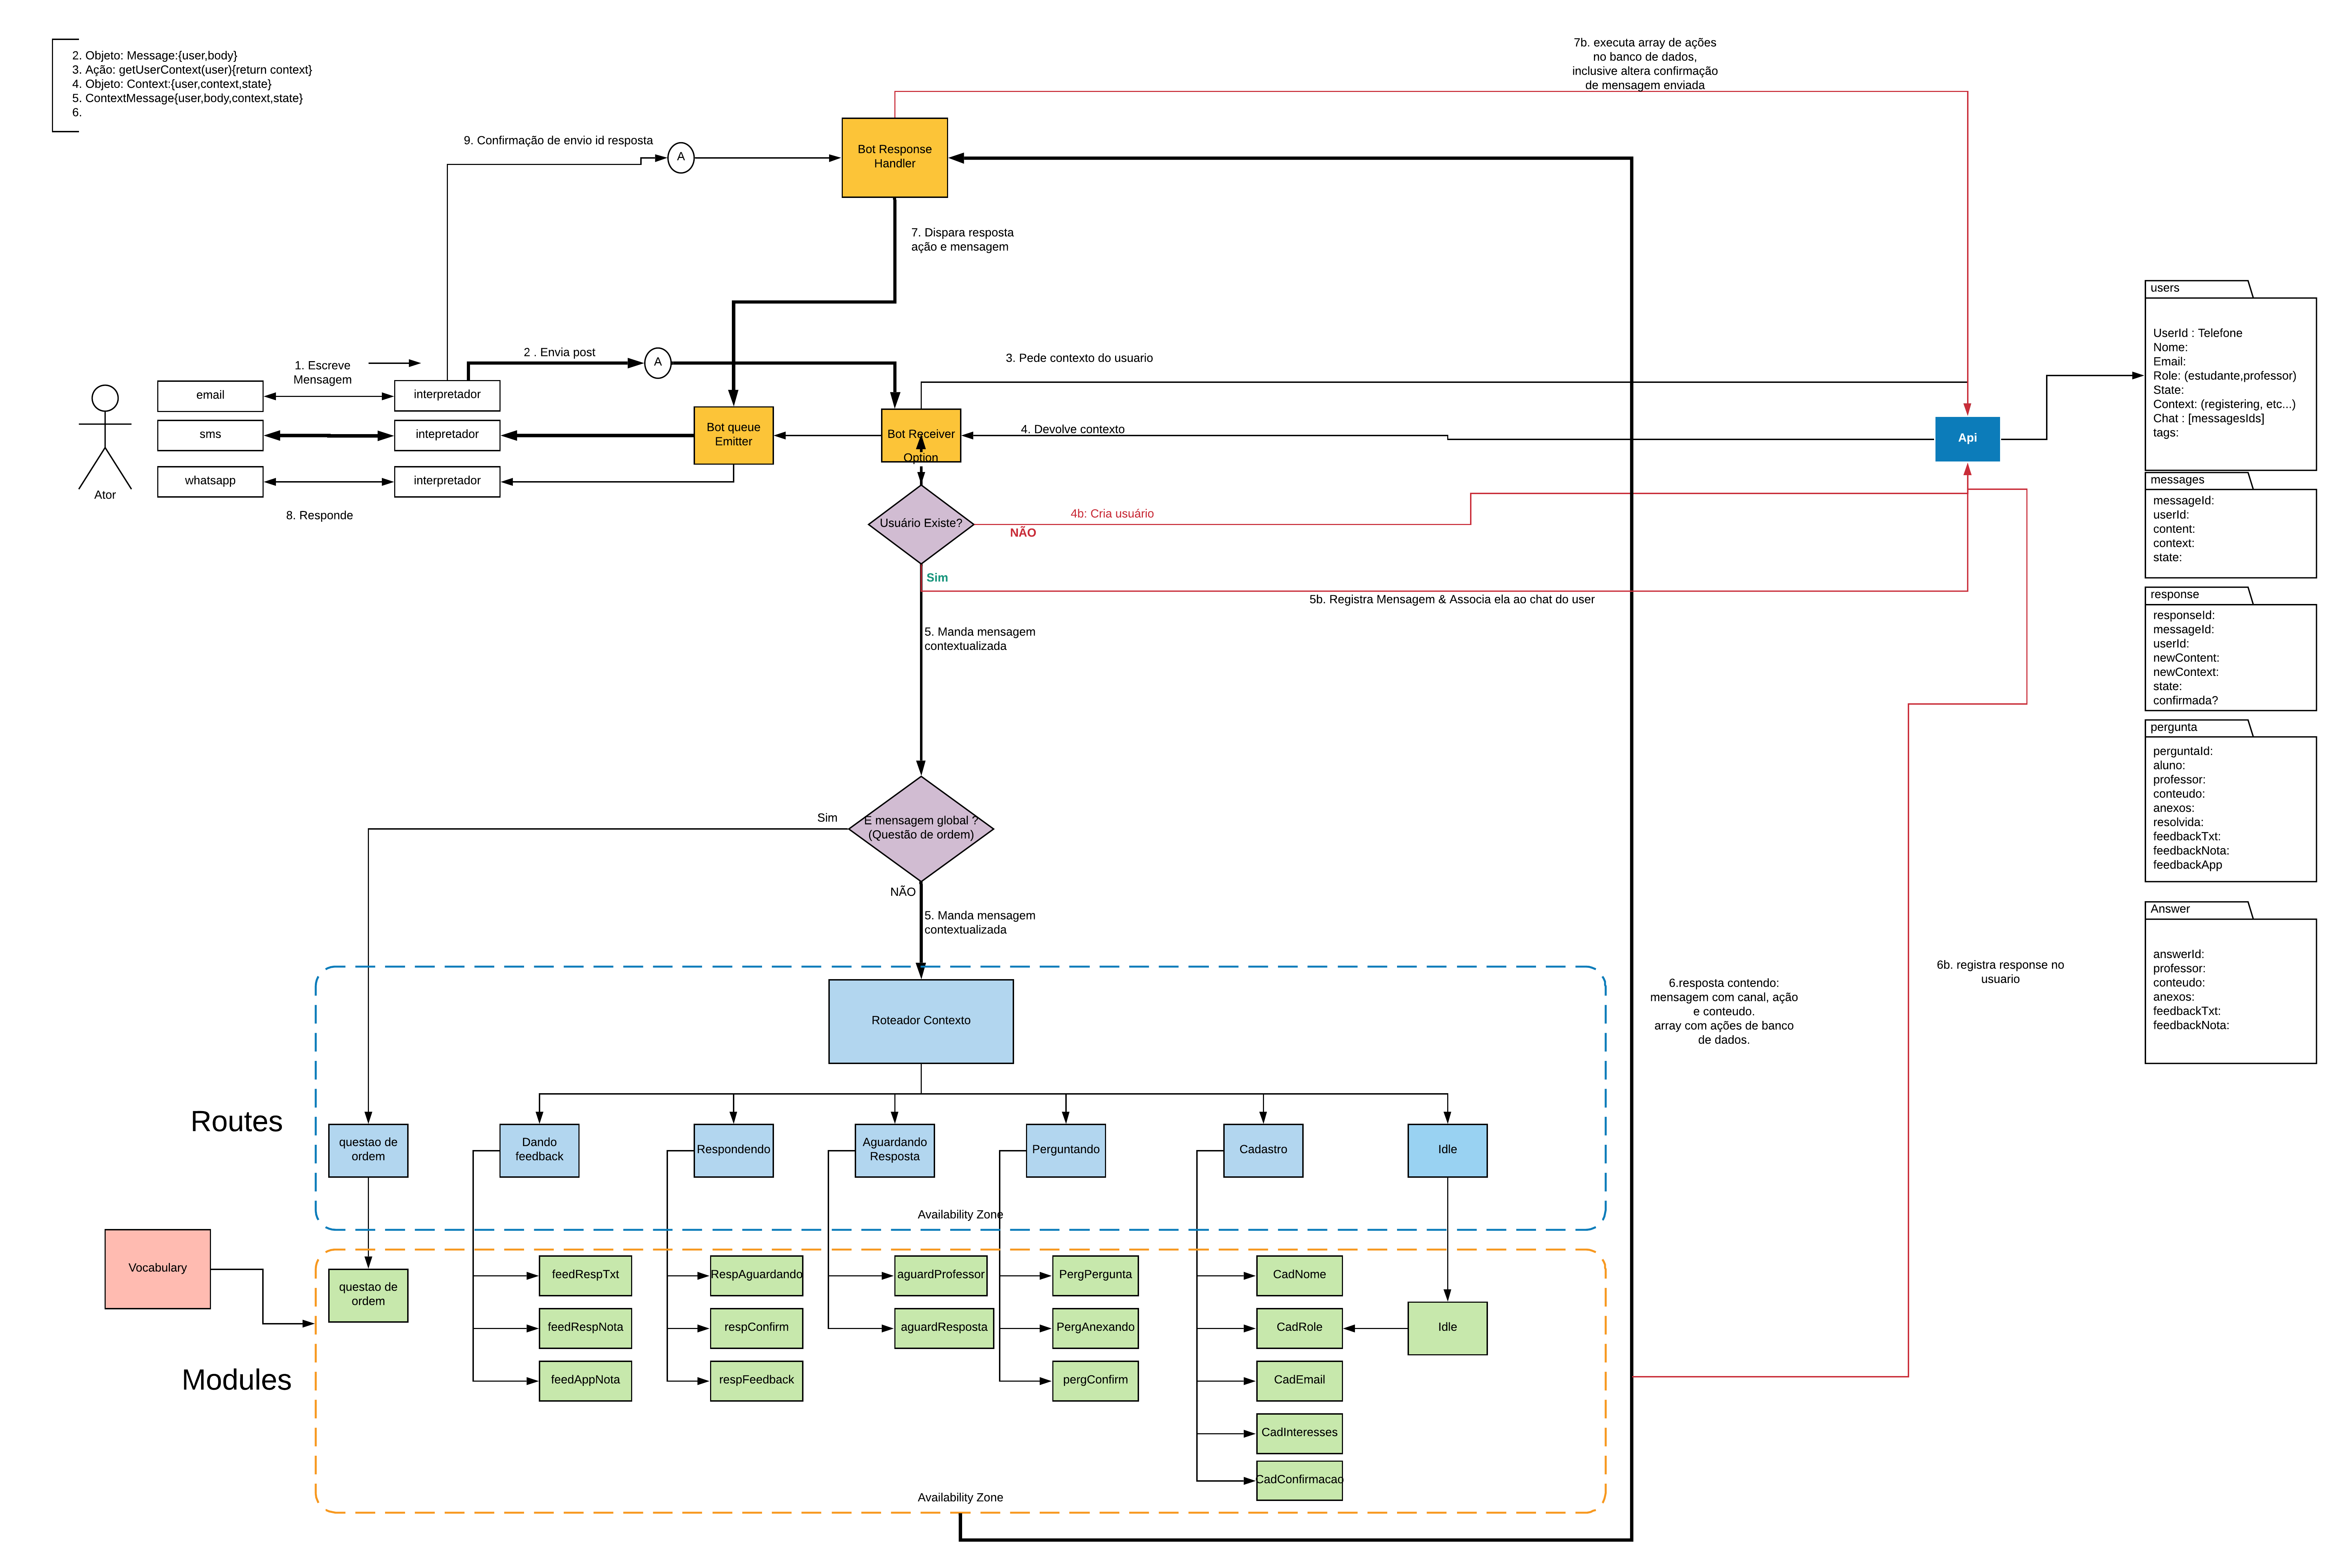 2. Objeto: Message:{user,body}
3. Ação: getUserContext(user){return context}
4. Objeto: Context:{user,context,state}
5. ContextMessage{user,body,context,state}
6.
7b. executa array de ações
no banco de dados,
inclusive altera confirmação
de mensagem enviada
9. Confirmação de envio id resposta
A
Bot Response
Handler
7. Dispara resposta
ação e mensagem
2 . Envia post
A
3. Pede contexto do usuario
1. Escreve
Mensagem
email
interpretador
sms
intepretador
whatsapp
interpretador
Ator
8. Responde
Bot queue
Emitter
Bot Receiver
Option
4. Devolve contexto
Api
Usuário Existe?
4b: Cria usuário
NÃO
Sim
5b. Registra Mensagem & Associa ela ao chat do user
5. Manda mensagem
contextualizada
users
UserId : Telefone
Nome:
Email:
Role: (estudante,professor)
State:
Context: (registering, etc...)
Chat : [messagesIds]
tags:
messages
messageId:
userId:
content:
context:
state:
response
responseId:
messageId:
userId:
newContent:
newContext:
state:
confirmada?
pergunta
perguntaId:
aluno:
professor:
conteudo:
anexos:
resolvida:
feedbackTxt:
feedbackNota:
feedbackApp
Answer
answerId:
professor:
conteudo:
anexos:
feedbackTxt:
feedbackNota:
Sim
É mensagem global ?
(Questão de ordem)
NÃO
5. Manda mensagem
contextualizada
6.resposta contendo:
mensagem com canal, ação
e conteudo.
array com ações de banco
de dados.
6b. registra response no
usuario
Roteador Contexto
Routes
questao de
ordem
Dando
feedback
Respondendo
Aguardando
Resposta
Perguntando
Cadastro
Idle
Availability Zone
Vocabulary
Modules
questao de
ordem
feedRespTxt
feedRespNota
feedAppNota
RespAguardando
respConfirm
respFeedback
aguardProfessor
aguardResposta
PergPergunta
PergAnexando
pergConfirm
CadNome
CadRole
CadEmail
CadInteresses
CadConfirmacao
Idle
Availability Zone